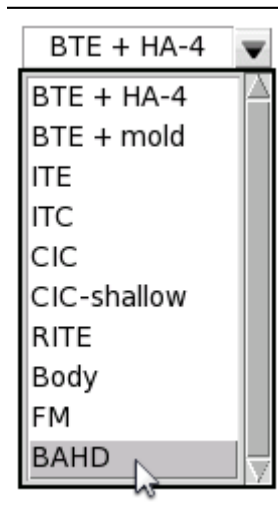 BTE + HA-4
BTE + HA-4
BTE + mold
ITE
ITC
CIC
CIC-shallow
RITE
Body
FM
BAHD